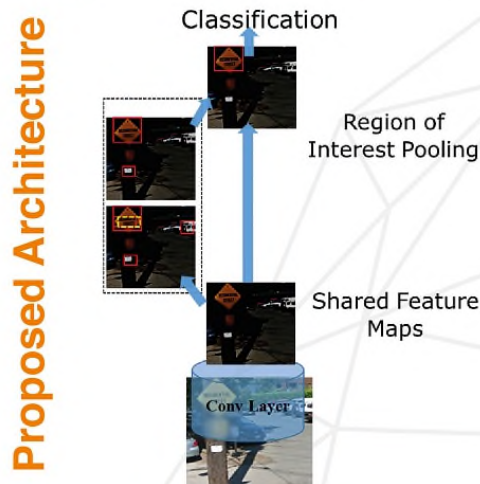 Proposed Architecture
Classification
Region of
Interest Pooling
Shared Feature
Maps
Conv Layer